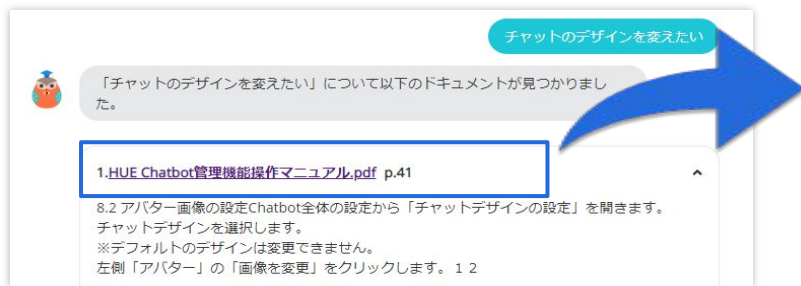 チャットのデザインを変えたい
「チャットのデザインを変えたい」について以下のドキュメントが見つかりまし
た。
1.HUE Chatbot管理機能操作マニュアル.pdf p.41
8.2 アバター画像の設定Chatbot全体の設定から「チャットデザインの設定」を開きます。
チャットデザインを選択します。
※デフォルトのデザインは変更できません。
左側「アバター」の「画像を変更」をクリックします。1 2